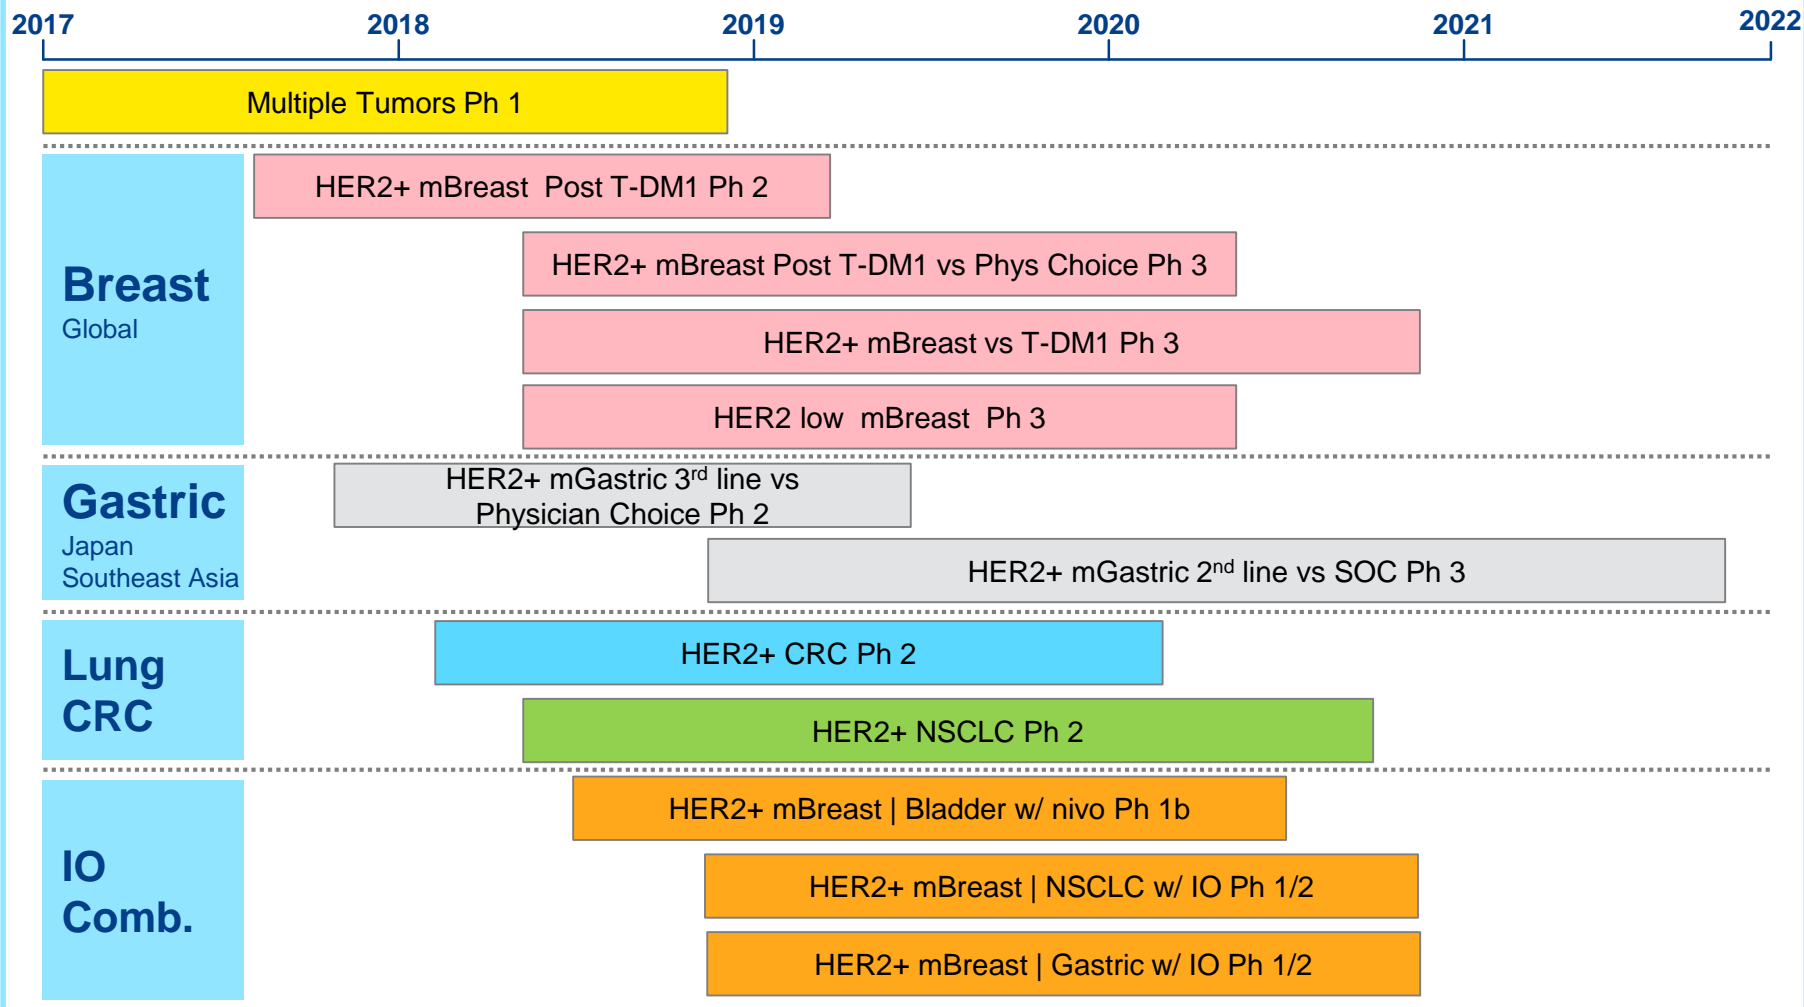 2017 2018 2019 2020 2021 2022
Multiple Tumors Ph 1
Breast
Global
HER2+ mBreast Post T-DM1 Ph 2
HER2+ mBreast Post T-DM1 vs Phys Choice Ph 3
HER2+ mBreast vs T-DM1 Ph 3
HER2 low mBreast Ph 3
Gastric
Japan
Southeast Asia
HER2+ mGastric 3rd line vs
Physician Choice Ph 2
HER2+ mGastric 2nd line vs SOC Ph 3
Lung
CRC
HER2+ CRC Ph 2
HER2+ NSCLC Ph 2
IO
Comb.
HER2+ mBreast | Bladder w/ nivo Ph 1b
HER2+ mBreast | NSCLC w/ IO Ph 1/2
HER2+ mBreast | Gastric w/ IO Ph 1/2